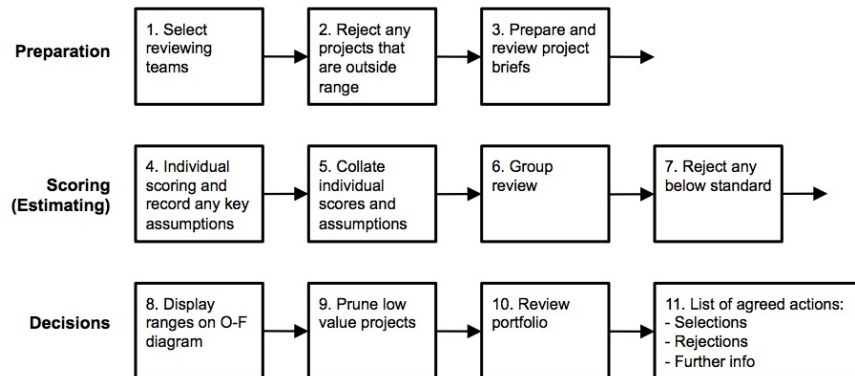 Preparation
1. Select
reviewing
teams
2. Reject any
projects that
are outside
range
3. Prepare and
review project
briefs
Scoring
(Estimating)
4. Individual
scoring and
record any key
assumptions
5. Collate
individual
scores and
assumptions
6. Group
review
7. Reject any
below standard
Decisions
8. Display
ranges on O-F
diagram
9. Prune low
value projects
10. Review
portfolio
11. List of agreed actions:
- Selections
- Rejections
- Further info